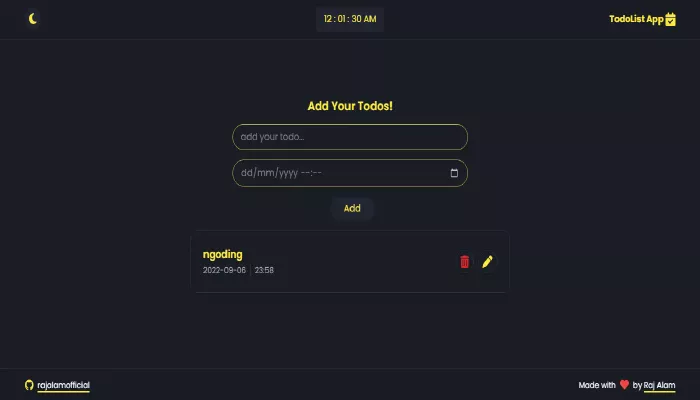 12 : 01 : 30 AM
TodoList App
Add Your Todos!
add your todo...
dd/mm/yyyy --:--
Add
ngoding
2022-09-06 | 23:58
rajalamofficial
Made with ❤ by Raj Alam